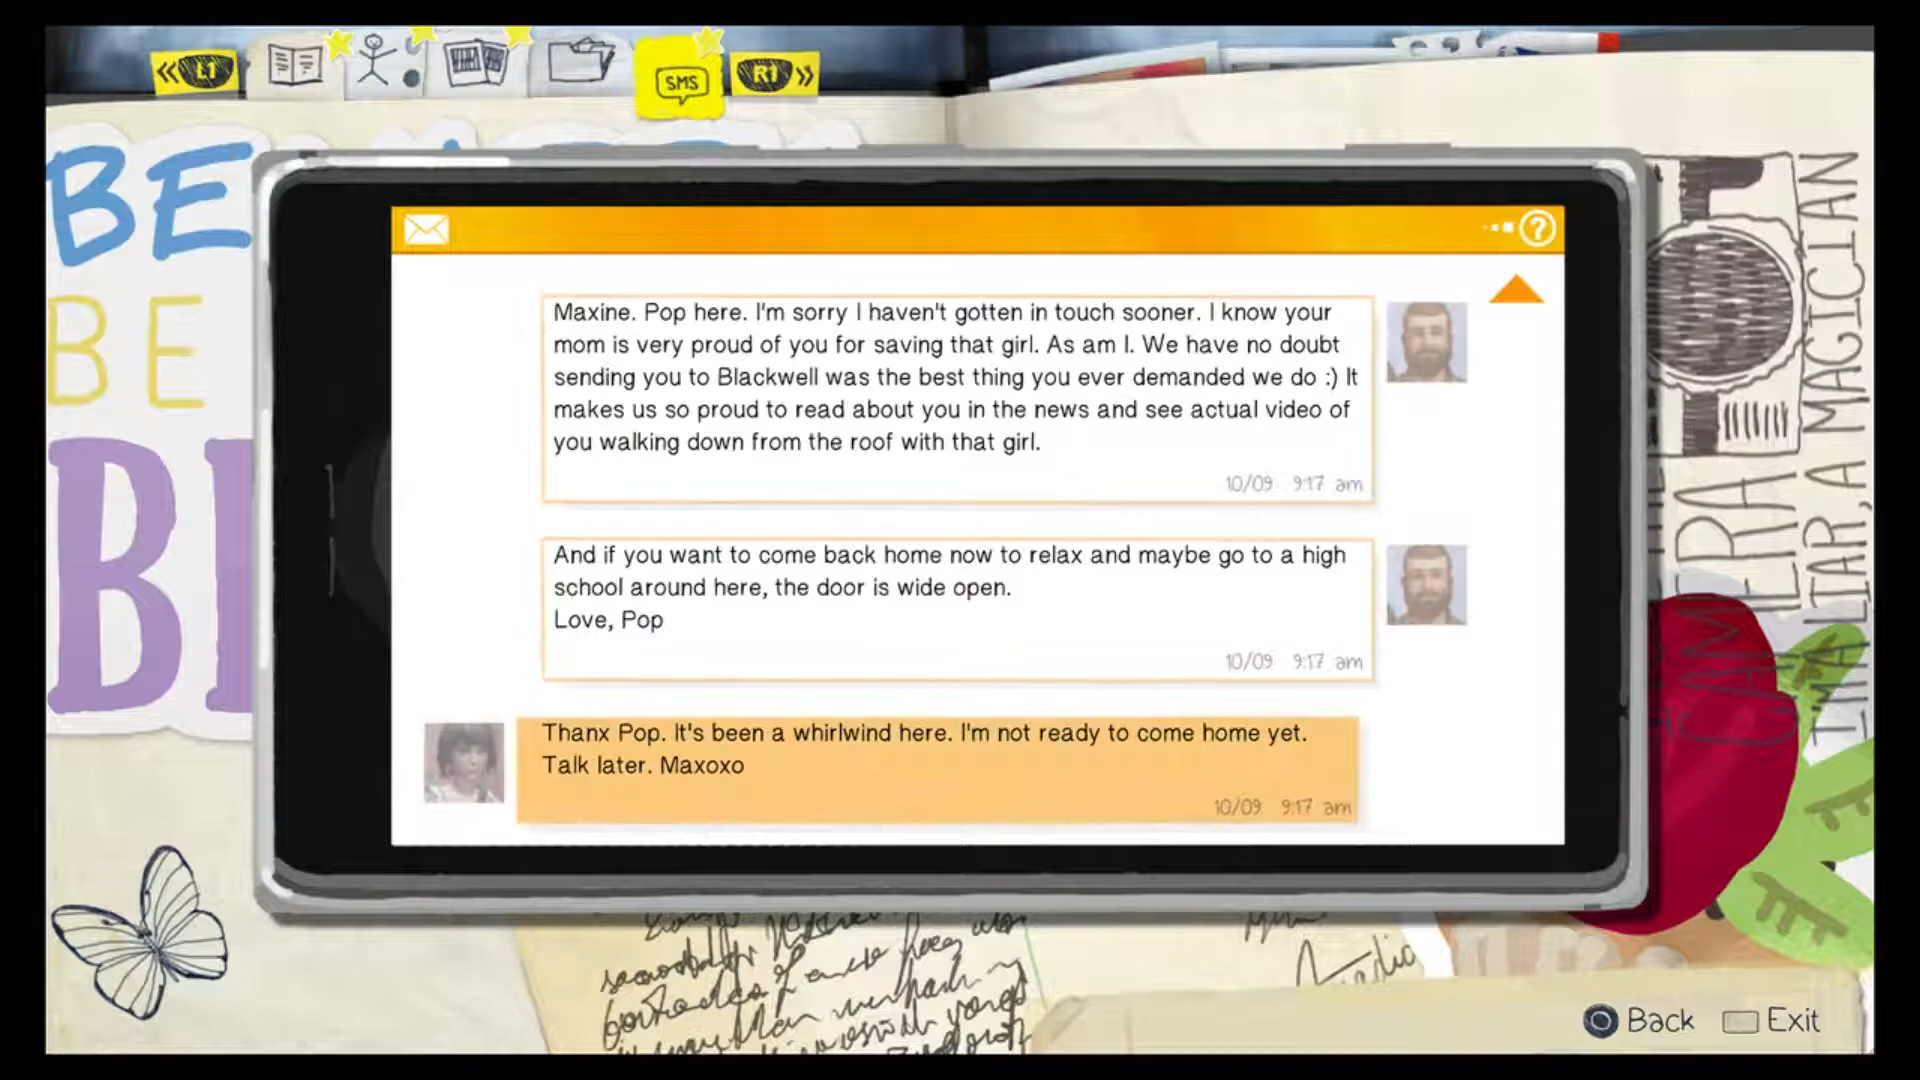 L1
SMS
R1
BE
BE
Maxine. Pop here. I'm sorry I haven't gotten in touch sooner. I know your
mom is very proud of you for saving that girl. As am I. We have no doubt
sending you to Blackwell was the best thing you ever demanded we do :) It
makes us so proud to read about you in the news and see actual video of
you walking down from the roof with that girl.
10/09 9:17 am
And if you want to come back home now to relax and maybe go to a high
school around here, the door is wide open.
Love, Pop
10/09 9:17 am
Thanx Pop. It's been a whirlwind here. I'm not ready to come home yet.
Talk later. Maxoxo
10/09 9:17 am
CAMERA
I'M A LIAR, A MAGICIAN
Back
Exit